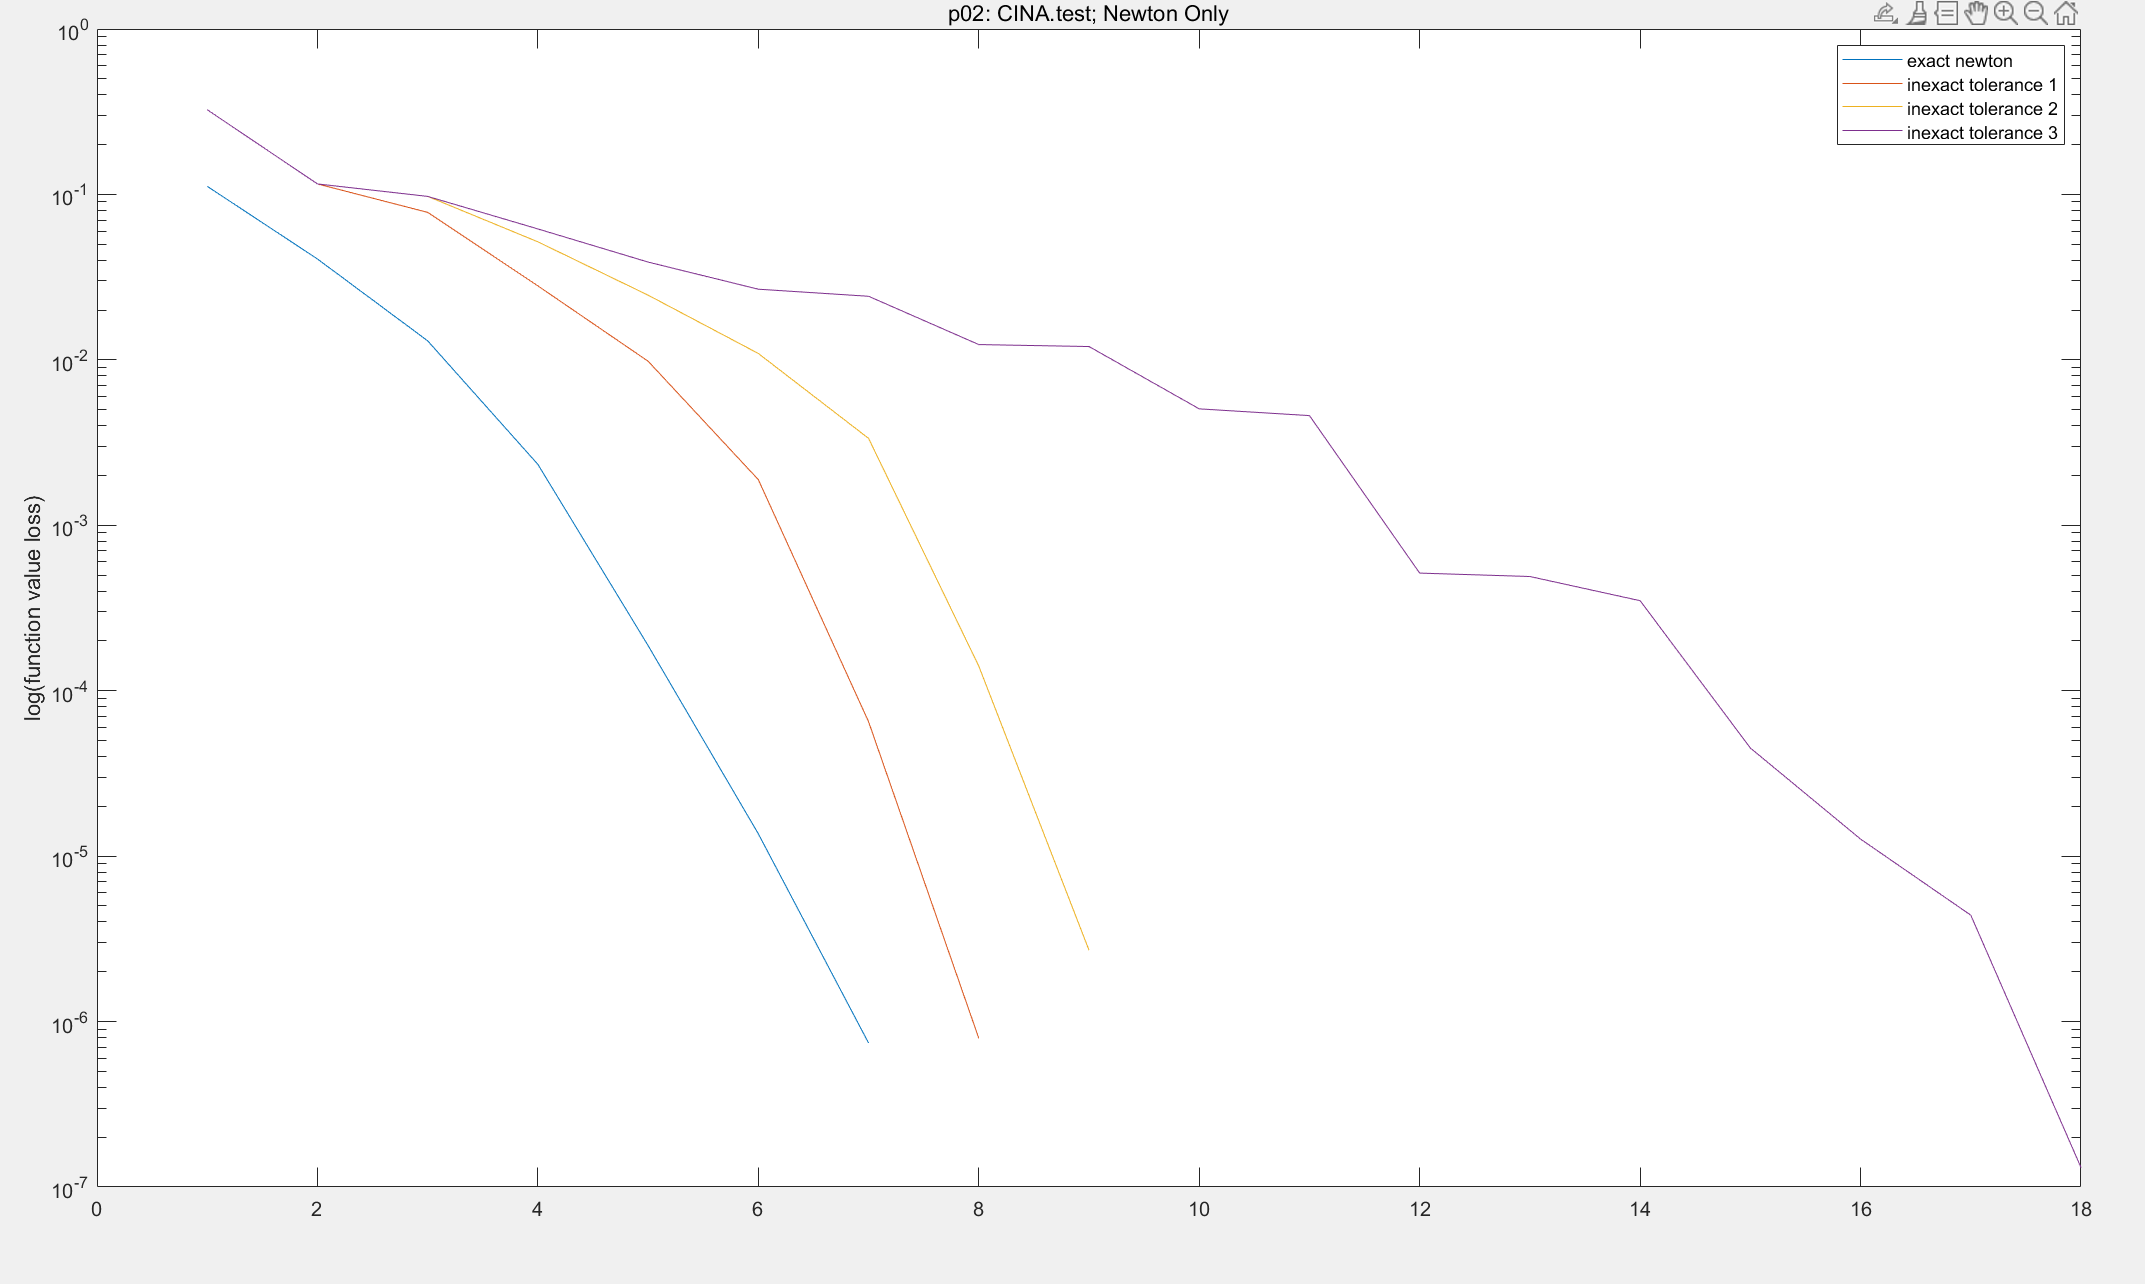 p02: CINA.test; Newton Only
exact newton
inexact tolerance 1
inexact tolerance 2
inexact tolerance 3
log(function value loss)
10^0
10^-1
10^-2
10^-3
10^-4
10^-5
10^-6
10^-7
0 2 4 6 8 10 12 14 16 18